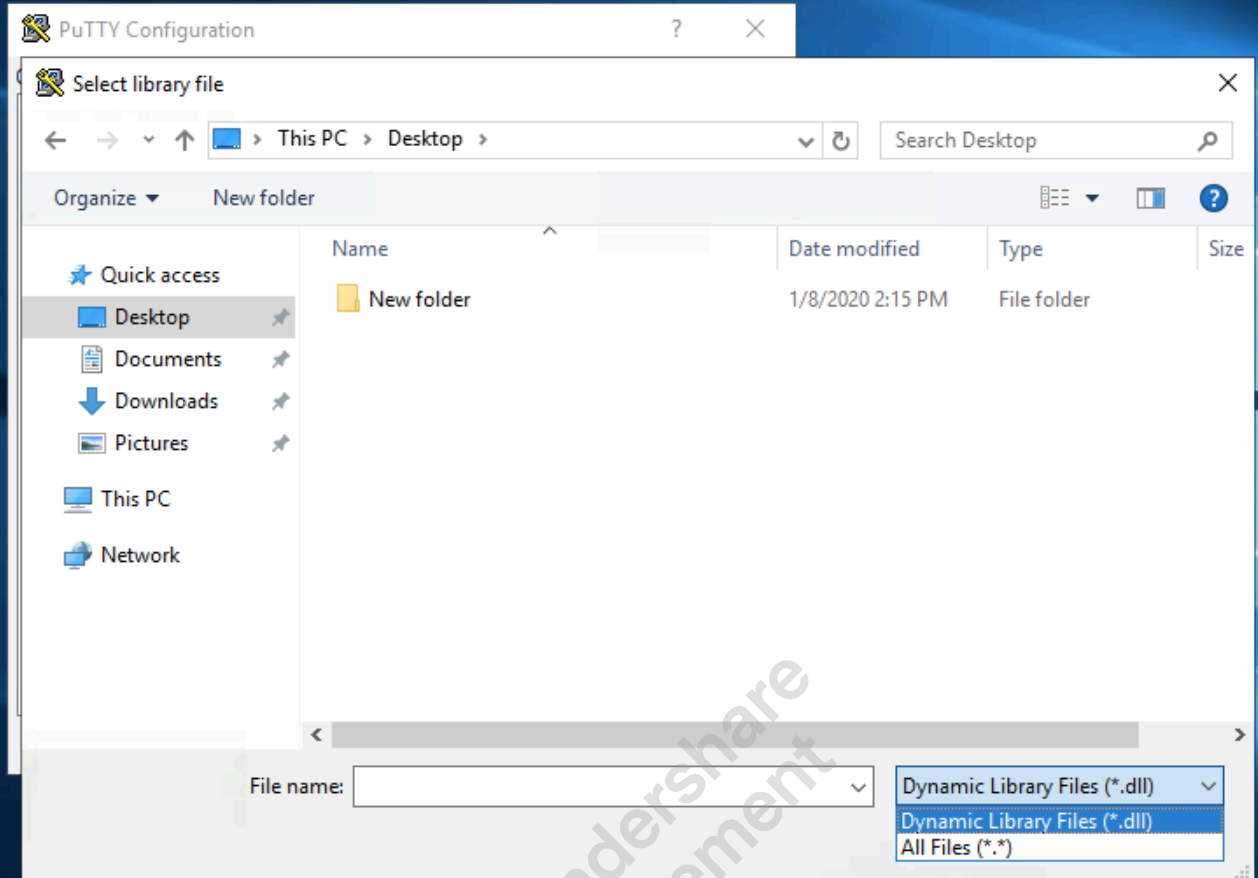 PuTTY Configuration
?
Select library file
This PC > Desktop >
Search Desktop
Organize
New folder
?
Name
Date modified
Type
Size
Quick access
Desktop
Documents
Downloads
Pictures
This PC
Network
New folder
1/8/2020 2:15 PM
File folder
File name:
Dynamic Library Files (*.dll)
Dynamic Library Files (*.dll)
All Files (*.*)